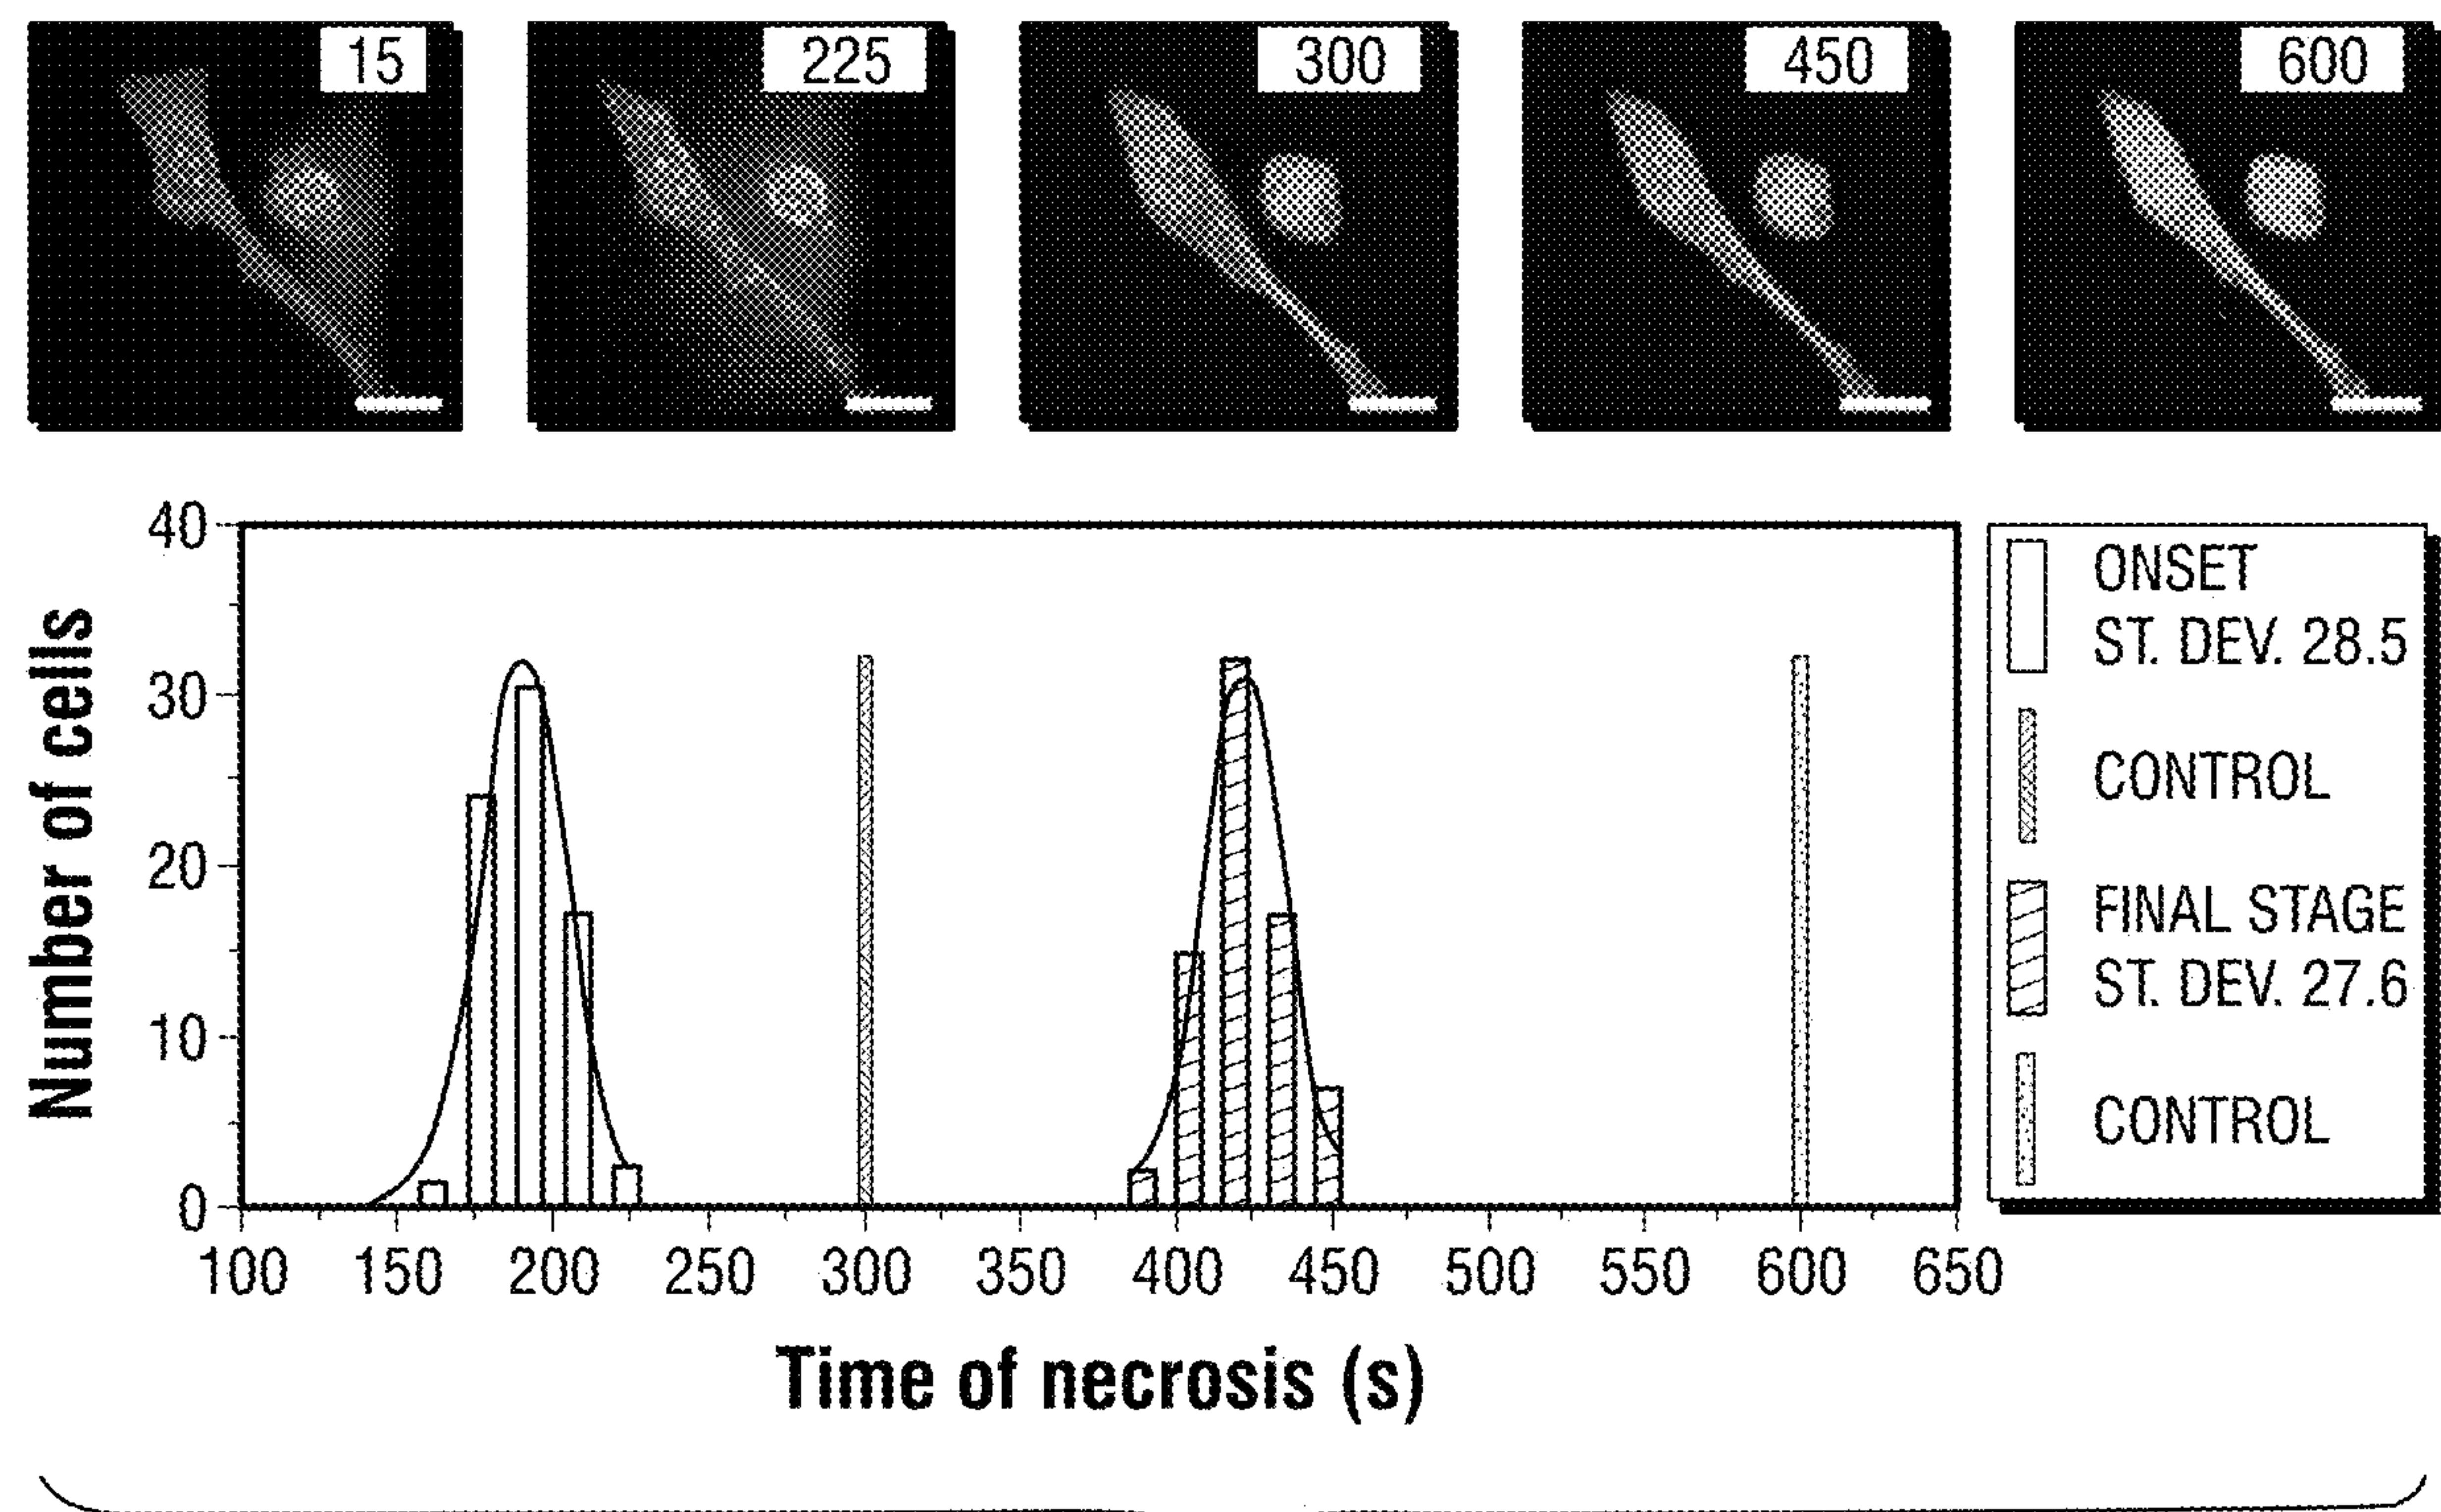 15
225
300
450
600
Number of cells
40
30
20
10
0
100 150 200 250 300 350 400 450 500 550 600 650
Time of necrosis (s)
ONSET
ST. DEV. 28.5
CONTROL
FINAL STAGE
ST. DEV. 27.6
CONTROL